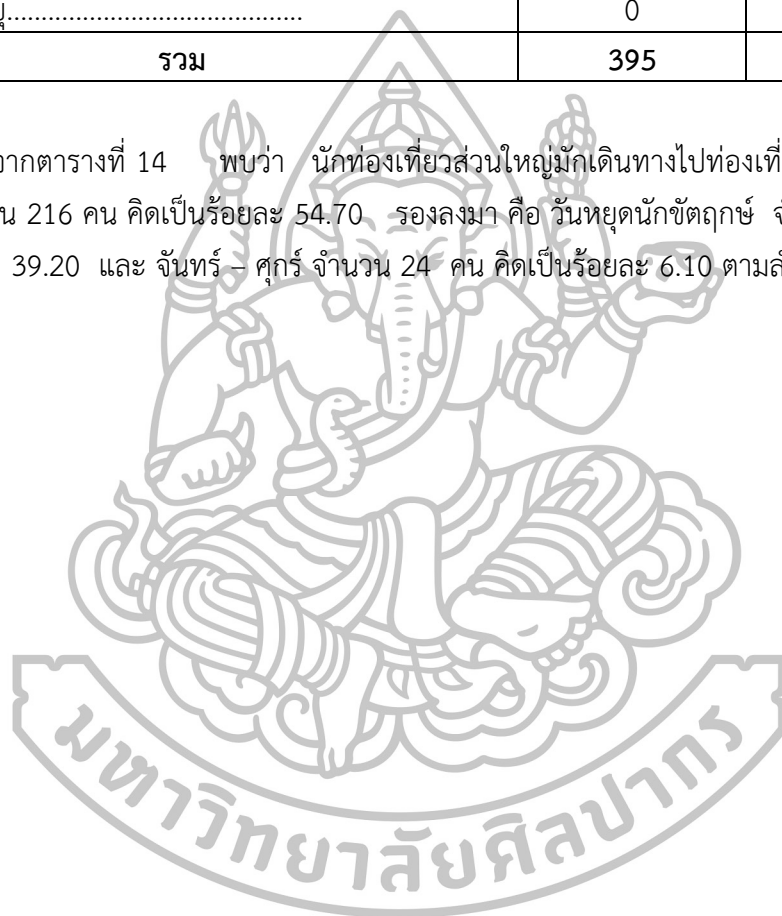 ุ........................................... 0
รวม 395
จากตารางที่ 14 พบว่า นักท่องเที่ยวส่วนใหญ่มักเดินทางไปท่องเที่
น 216 คน คิดเป็นร้อยละ 54.70 รองลงมา คือ วันหยุดนักขัตฤกษ์ จ
39.20 และ จันทร์ – ศุกร์ จำนวน 24 คน คิดเป็นร้อยละ 6.10 ตามล
มหาวิทยาลัยศิลปากร